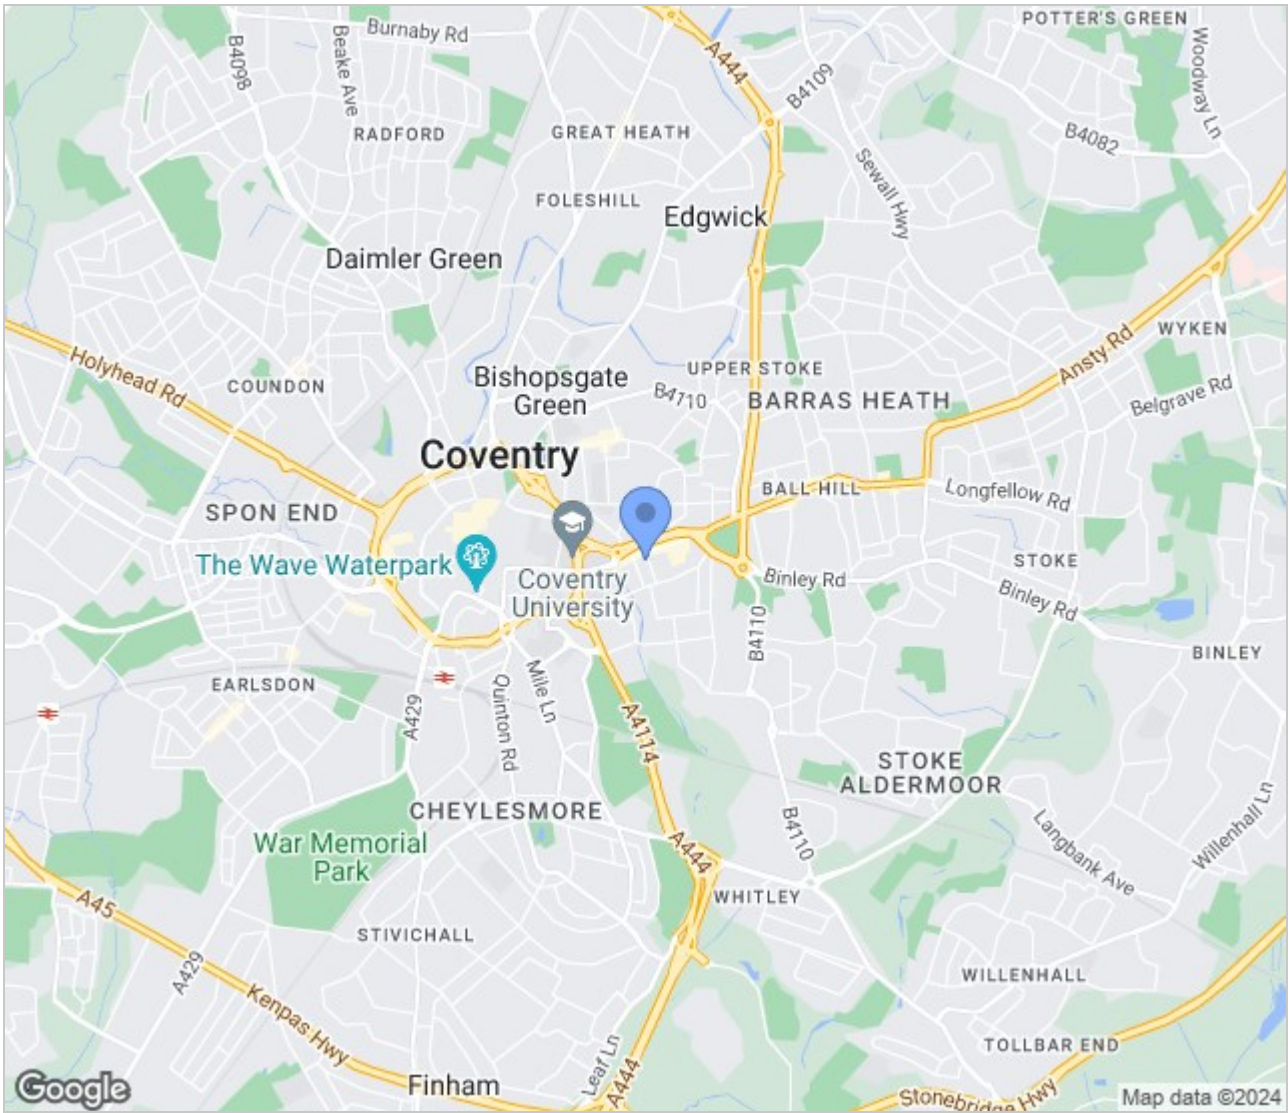 POTTER'S GREEN
Burnaby Rd
B4098
Beake Ave
A444
B4109
Woodway Ln
RADFORD
GREAT HEATH
B4082
Sewall Hwy
FOLESHILL
Edgwick
Daimler Green
WYKEN
Ansty Rd
Holyhead Rd
COUNDON
UPPER STOKE
Bishopsgate
Green
B4110
BARRAS HEATH
Belgrave Rd
Coventry
BALL HILL
Longfellow Rd
SPON END
The Wave Waterpark
Coventry
University
Binley Rd
STOKE
Binley Rd
B4110
BINLEY
EARLSDON
A429
Quinton Rd
Mile Ln
A4114
STOKE
ALDERMOOR
CHEYLESMORE
War Memorial
Park
A444
B4110
Langbank Ave
Willenhall Ln
A45
WHITLEY
STIVICHALL
A429
WILLENHALL
Kenpas Hwy
Leaf Ln
TOLLBAR END
Finham
A444
Stonebridge Hwy
Google
Map data ©2024